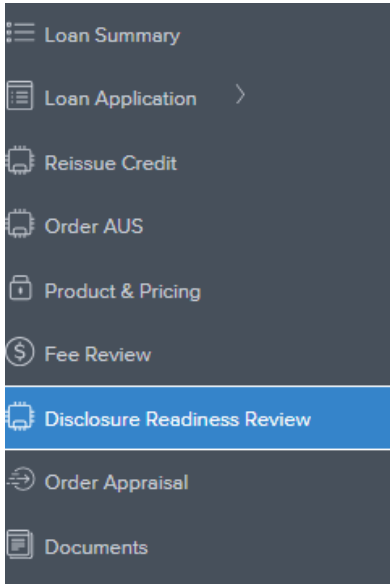 Loan Summary
Loan Application
Reissue Credit
Order AUS
Product & Pricing
Fee Review
Disclosure Readiness Review
Order Appraisal
Documents